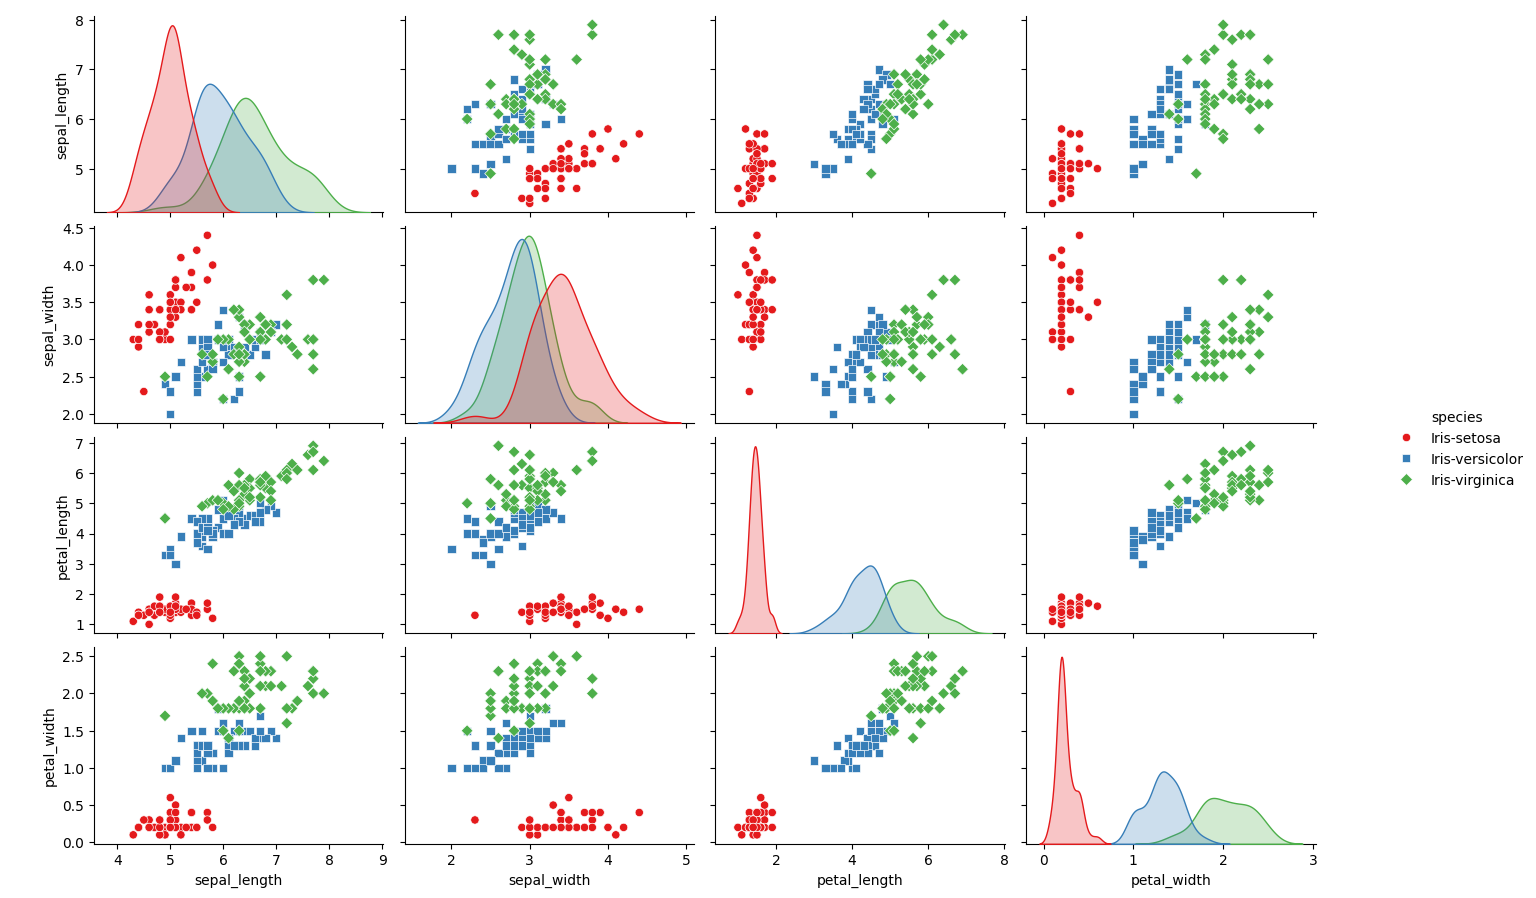 8
7
6
5
sepal_length
4.5
4.0
3.5
3.0
2.5
2.0
sepal_width
7
6
5
4
3
2
1
petal_length
2.5
2.0
1.5
1.0
0.5
0.0
petal_width
4 5 6 7 8 9
sepal_length
2 3 4 5
sepal_width
2 4 6 8
petal_length
0 1 2 3
petal_width
species
Iris-setosa
Iris-versicolor
Iris-virginica